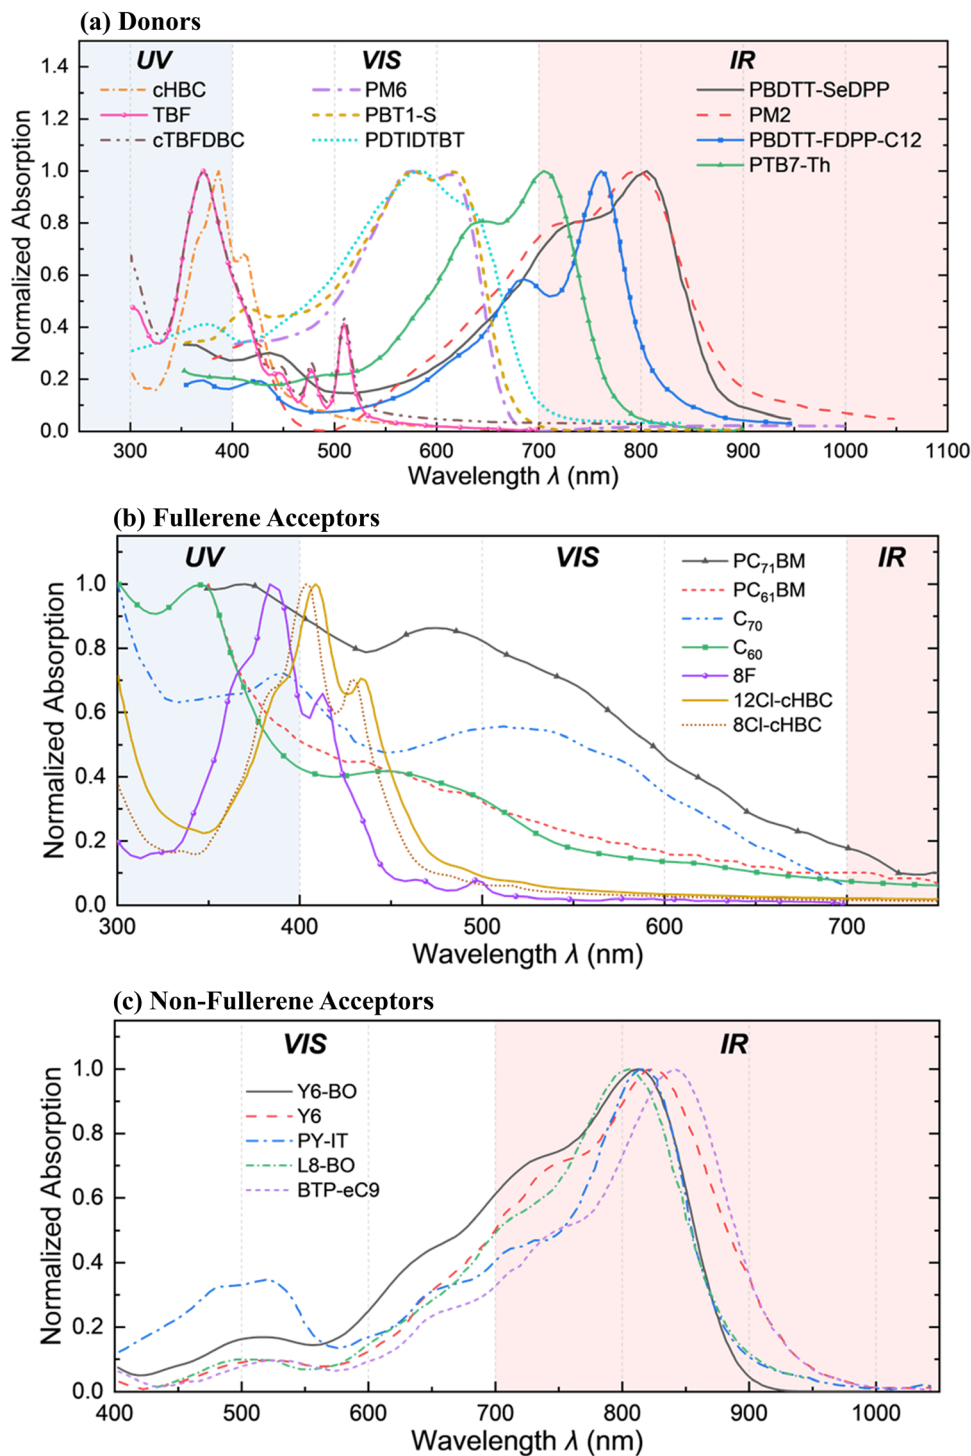 (a) Donors
UV VIS IR
cHBC PM6 PBDTT-SeDPP
TBF PBT1-S PM2
cTBFDBC PDTIDTBT PBDTT-FDPP-C12
PTB7-Th
Normalized Absorption
1.4
1.2
1.0
0.8
0.6
0.4
0.2
0.0
300 400 500 600 700 800 900 1000 1100
Wavelength λ (nm)
(b) Fullerene Acceptors
UV VIS IR
PC71BM
PC61BM
C70
C60
8F
12Cl-cHBC
8Cl-cHBC
Normalized Absorption
1.0
0.8
0.6
0.4
0.2
0.0
300 400 500 600 700
Wavelength λ (nm)
(c) Non-Fullerene Acceptors
VIS IR
Y6-BO
Y6
PY-IT
L8-BO
BTP-eC9
Normalized Absorption
1.0
0.8
0.6
0.4
0.2
0.0
400 500 600 700 800 900 1000
Wavelength λ (nm)